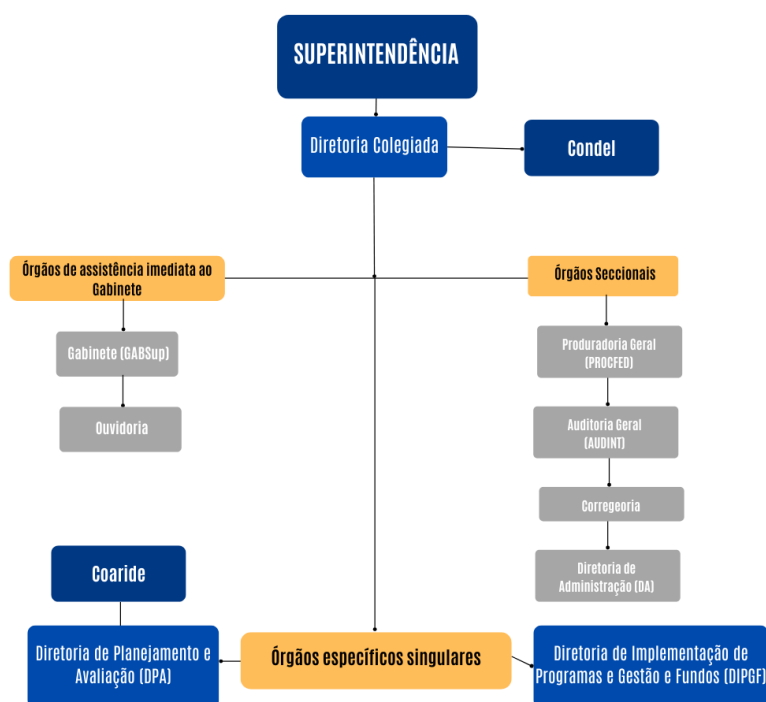 SUPERINTENDÊNCIA
Diretoria Colegiada
Condel
Órgãos de assistência imediata ao
Gabinete
Órgãos Seccionais
Gabinete (GABSup)
Ouvidoria
Produradoria Geral
(PROCFED)
Auditoria Geral
(AUDINT)
Corregeoria
Diretoria de
Administração (DA)
Coaride
Diretoria de Planejamento e
Avaliação (DPA)
Órgãos específicos singulares
Diretoria de Implementação de
Programas e Gestão e Fundos (DIPGF)